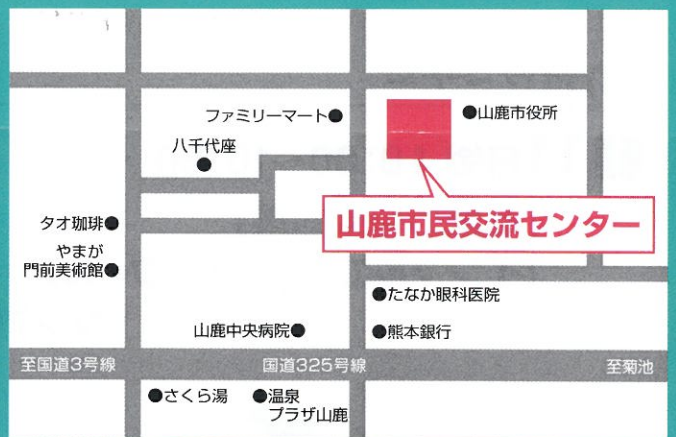 ファミリーマート
山鹿市役所
八千代座
山鹿市民交流センター
タオ珈琲
やまが
門前美術館
たなか眼科医院
山鹿中央病院
熊本銀行
至国道3号線
国道325号線
至菊池
さくら湯
温泉
プラザ山鹿